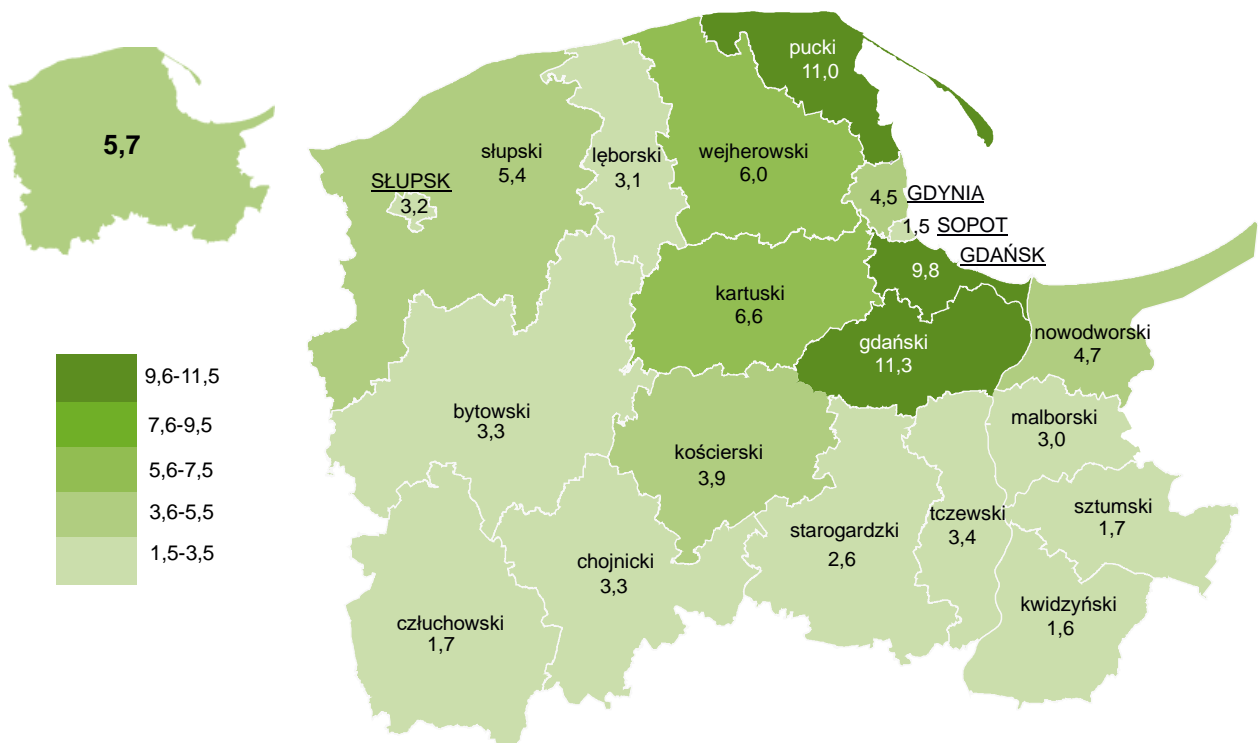 5,7
pucki
11,0
słupski
5,4
lęborski
3,1
wejherowski
6,0
SŁUPSK
3,2
4,5 GDYNIA
1,5 SOPOT
GDAŃSK
9,8
kartuski
6,6
gdański
11,3
nowodworski
4,7
bytowski
3,3
kościerski
3,9
malborski
3,0
sztumski
1,7
tczewski
3,4
starogardzki
2,6
chojnicki
3,3
kwidzyński
1,6
człuchowski
1,7
9,6-11,5
7,6-9,5
5,6-7,5
3,6-5,5
1,5-3,5